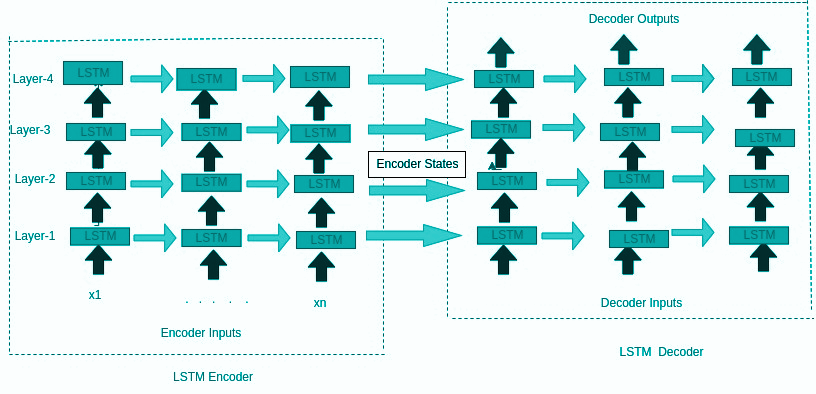 Decoder Outputs
Layer-4 LSTM LSTM LSTM LSTM LSTM LSTM
Layer-3 LSTM LSTM LSTM LSTM LSTM LSTM
Encoder States
Layer-2 LSTM LSTM LSTM LSTM LSTM LSTM
Layer-1 LSTM LSTM LSTM LSTM LSTM LSTM
x1 . . . . . xn
Decoder Inputs
Encoder Inputs
LSTM Decoder
LSTM Encoder